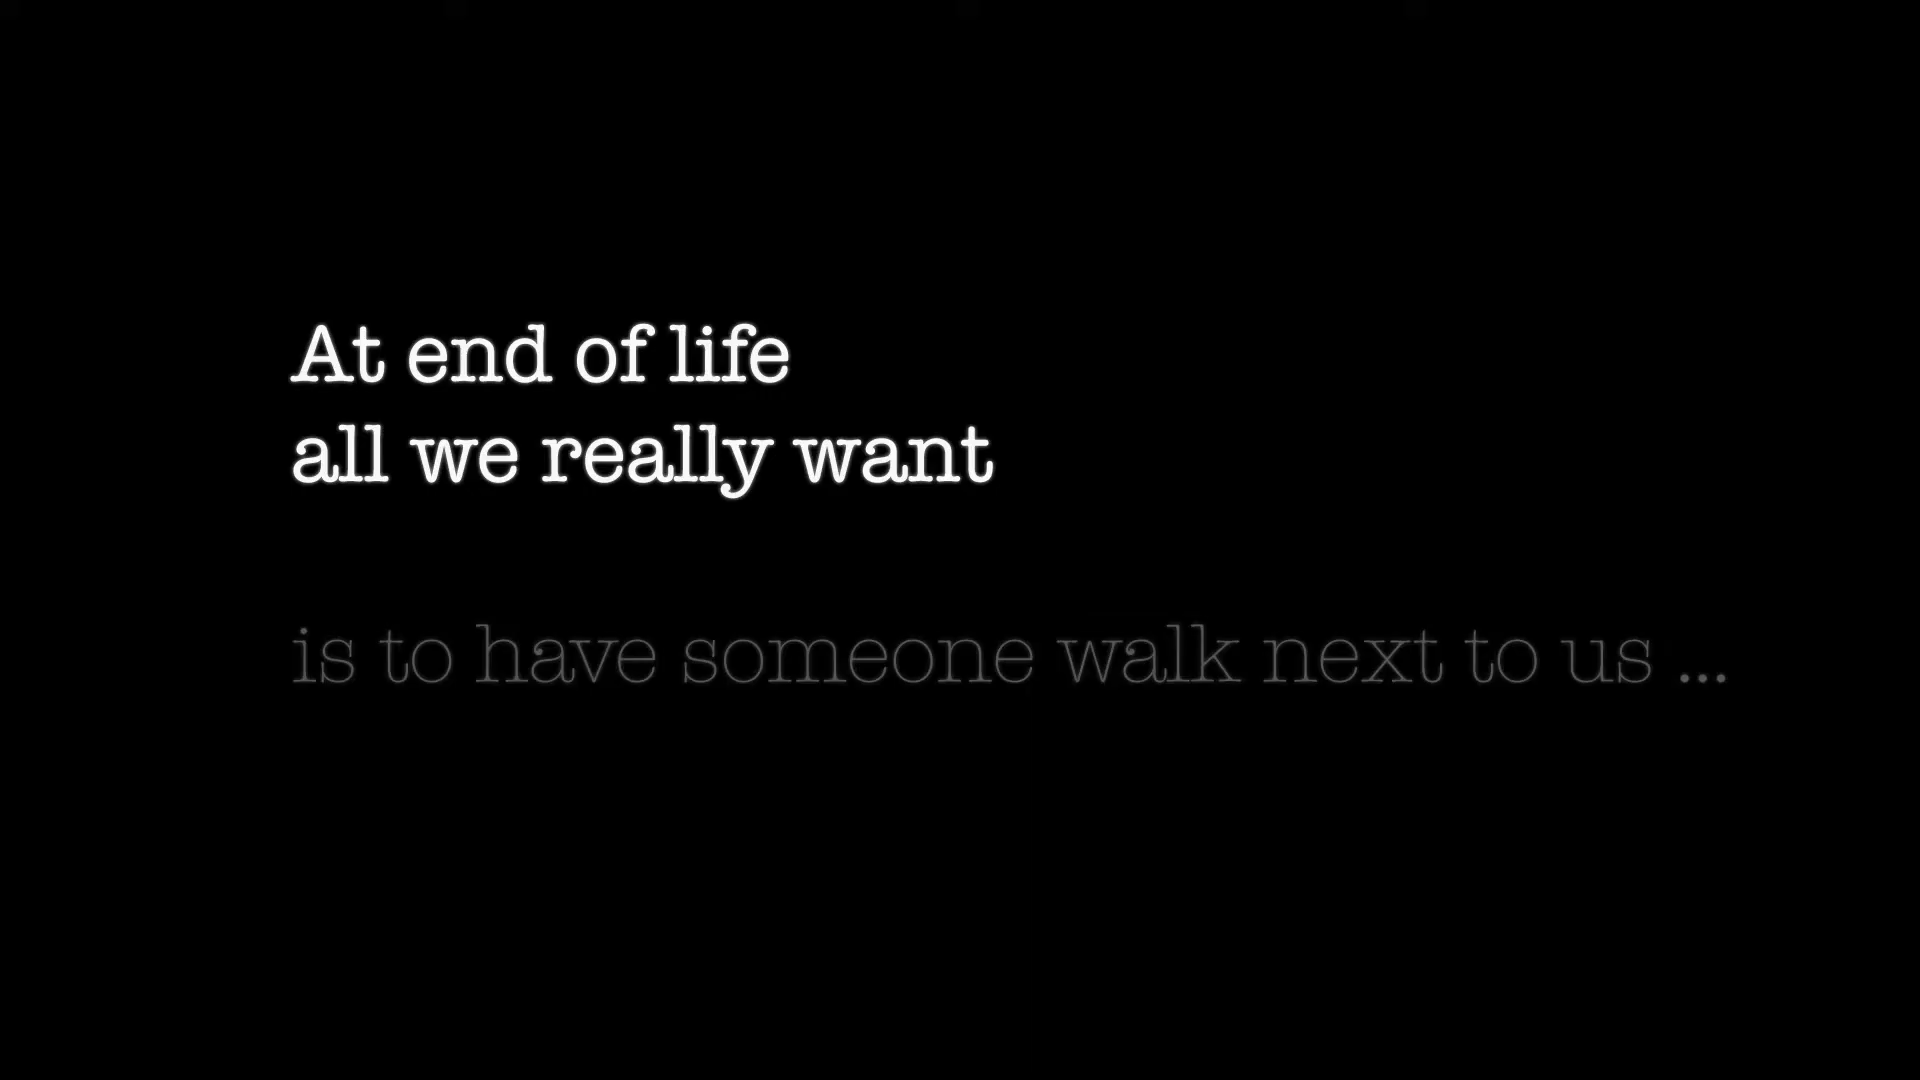 At end of life
all we really want
is to have someone walk next to us ...